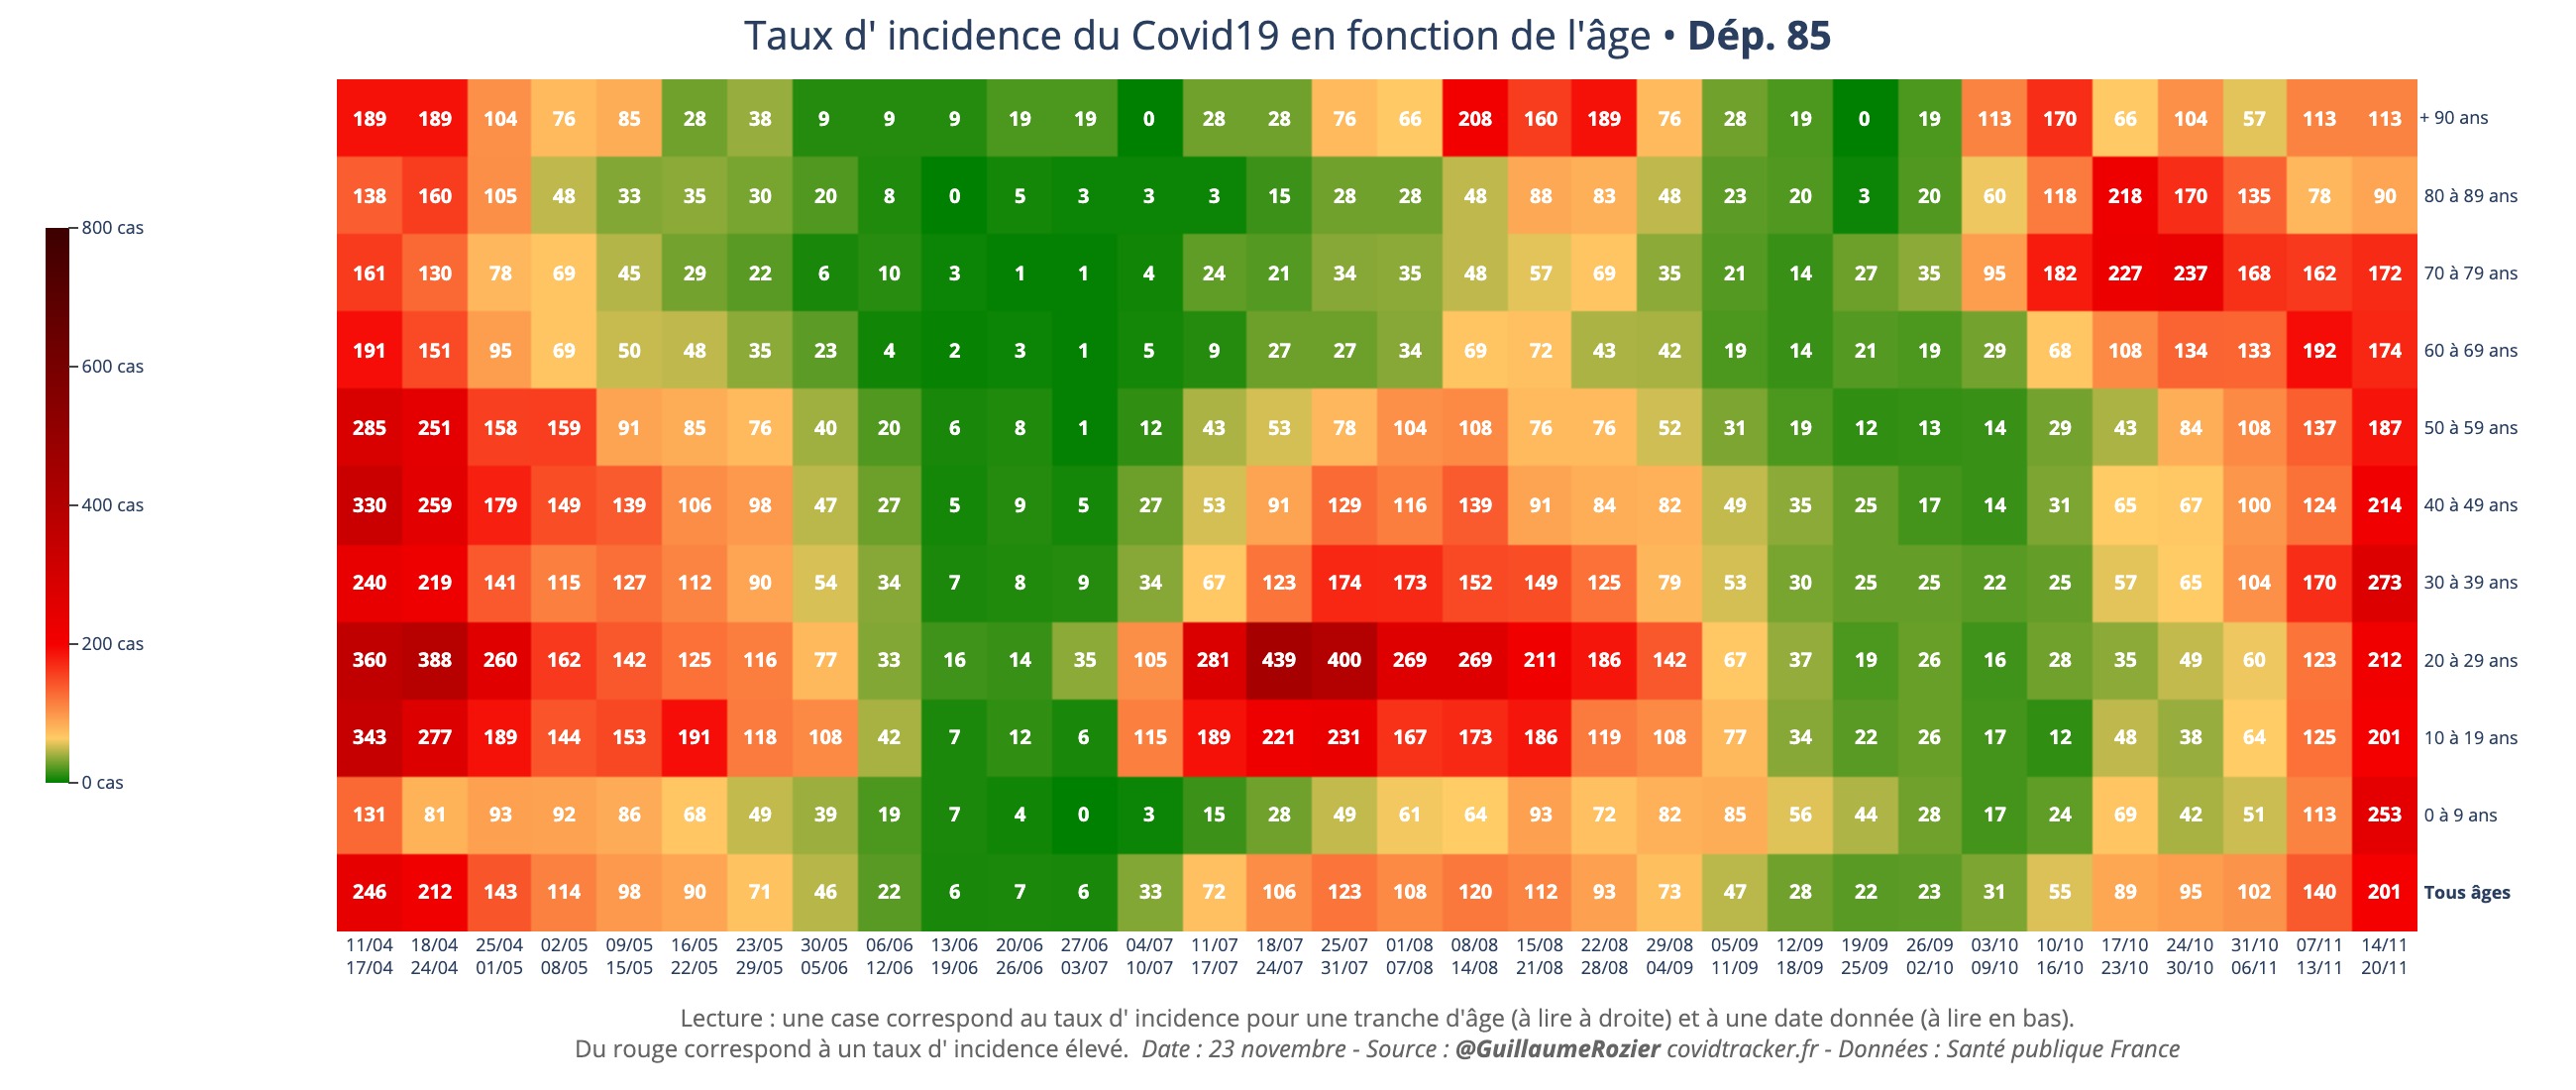 Taux d' incidence du Covid19 en fonction de l'âge • Dép. 85
189 189 104 76 85 28 38 9 9 9 19 19 0 28 28 76 66 208 160 189 76 28 19 0 19 113 170 66 104 57 113 113 + 90 ans
138 160 105 48 33 35 30 20 8 0 5 3 3 3 15 28 28 48 88 83 48 23 20 3 20 60 118 218 170 135 78 90 80 à 89 ans
800 cas
161 130 78 69 45 29 22 6 10 3 1 1 4 24 21 34 35 48 57 69 35 21 14 27 35 95 182 227 237 168 162 172 70 à 79 ans
191 151 95 69 50 48 35 23 4 2 3 1 5 9 27 27 34 69 72 43 42 19 14 21 19 29 68 108 134 133 192 174 60 à 69 ans
600 cas
285 251 158 159 91 85 76 40 20 6 8 1 12 43 53 78 104 108 76 76 52 31 19 12 13 14 29 43 84 108 137 187 50 à 59 ans
400 cas
330 259 179 149 139 106 98 47 27 5 9 5 27 53 91 129 116 139 91 84 82 49 35 25 17 14 31 65 67 100 124 214 40 à 49 ans
240 219 141 115 127 112 90 54 34 7 8 9 34 67 123 174 173 152 149 125 79 53 30 25 25 22 25 57 65 104 170 273 30 à 39 ans
200 cas
360 388 260 162 142 125 116 77 33 16 14 35 105 281 439 400 269 269 211 186 142 67 37 19 26 16 28 35 49 60 123 212 20 à 29 ans
343 277 189 144 153 191 118 108 42 7 12 6 115 189 221 231 167 173 186 119 108 77 34 22 26 17 12 48 38 64 125 201 10 à 19 ans
0 cas
131 81 93 92 86 68 49 39 19 7 4 0 3 15 28 49 61 64 93 72 82 85 56 44 28 17 24 69 42 51 113 253 0 à 9 ans
246 212 143 114 98 90 71 46 22 6 7 6 33 72 106 123 108 120 112 93 73 47 28 22 23 31 55 89 95 102 140 201 Tous âges
11/04 18/04 25/04 02/05 09/05 16/05 23/05 30/05 06/06 13/06 20/06 27/06 04/07 11/07 18/07 25/07 01/08 08/08 15/08 22/08 29/08 05/09 12/09 19/09 26/09 03/10 10/10 17/10 24/10 31/10 07/11 14/11
17/04 24/04 01/05 08/05 15/05 22/05 29/05 05/06 12/06 19/06 26/06 03/07 10/07 17/07 24/07 31/07 07/08 14/08 21/08 28/08 04/09 11/09 18/09 25/09 02/10 09/10 16/10 23/10 30/10 06/11 13/11 20/11
Lecture : une case correspond au taux d' incidence pour une tranche d'âge (à lire à droite) et à une date donnée (à lire en bas).
Du rouge correspond à un taux d' incidence élevé. Date : 23 novembre - Source : @GuillaumeRozier covidtracker.fr - Données : Santé publique France